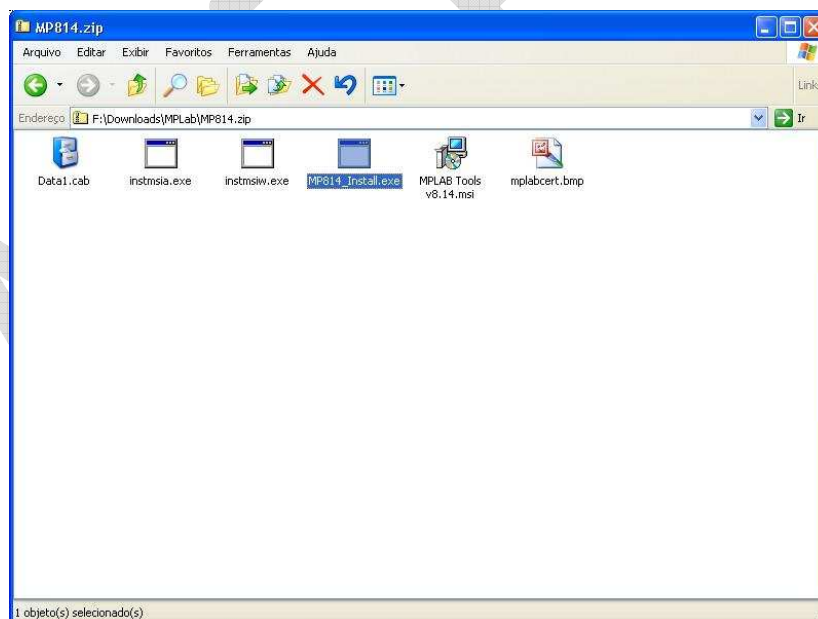 MP814.zip
Arquivo Editar Exibir Favoritos Ferramentas Ajuda
Link
Endereço F:\Downloads\MPLab\MP814.zip Ir
Data1.cab instmsia.exe instmsiw.exe MP814_Install.exe MPLAB Tools v8.14.msi mplabcert.bmp
1 objeto(s) selecionado(s)